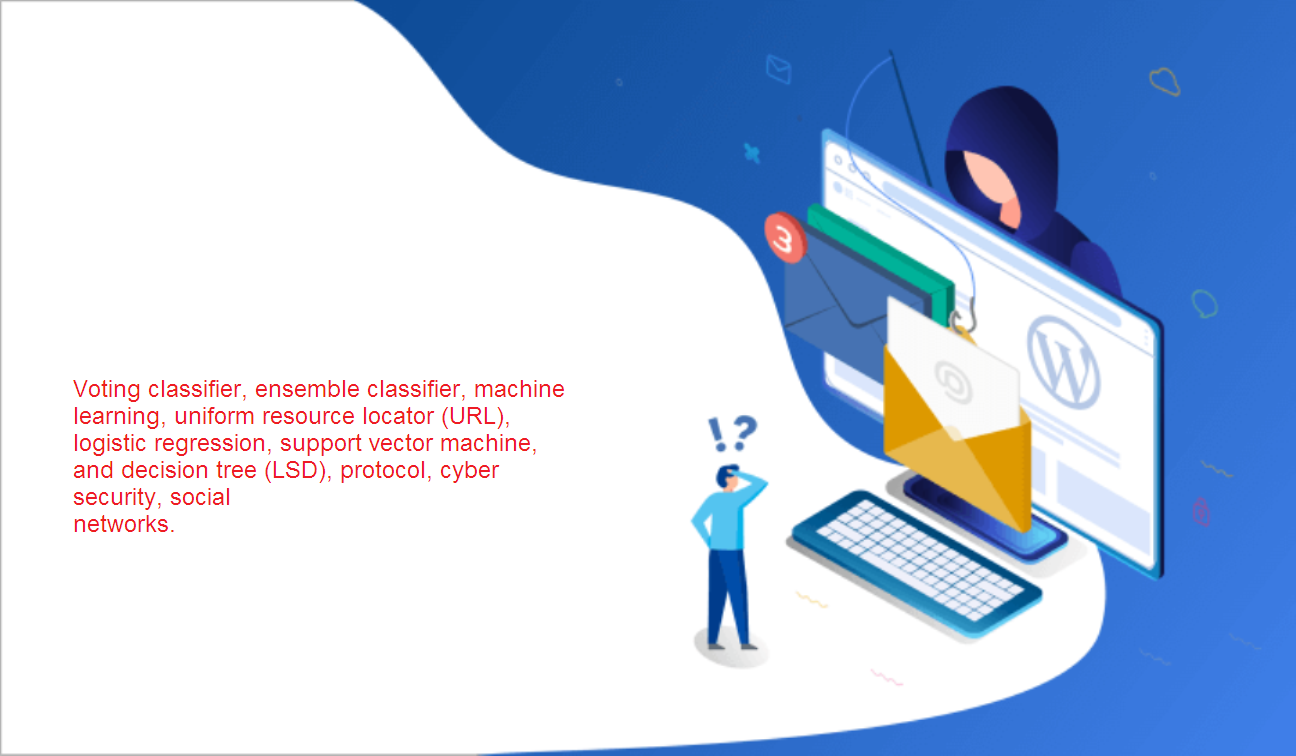 Voting classifier, ensemble classifier, machine
learning, uniform resource locator (URL),
logistic regression, support vector machine,
and decision tree (LSD), protocol, cyber
security, social
networks.
3
W
D
!?